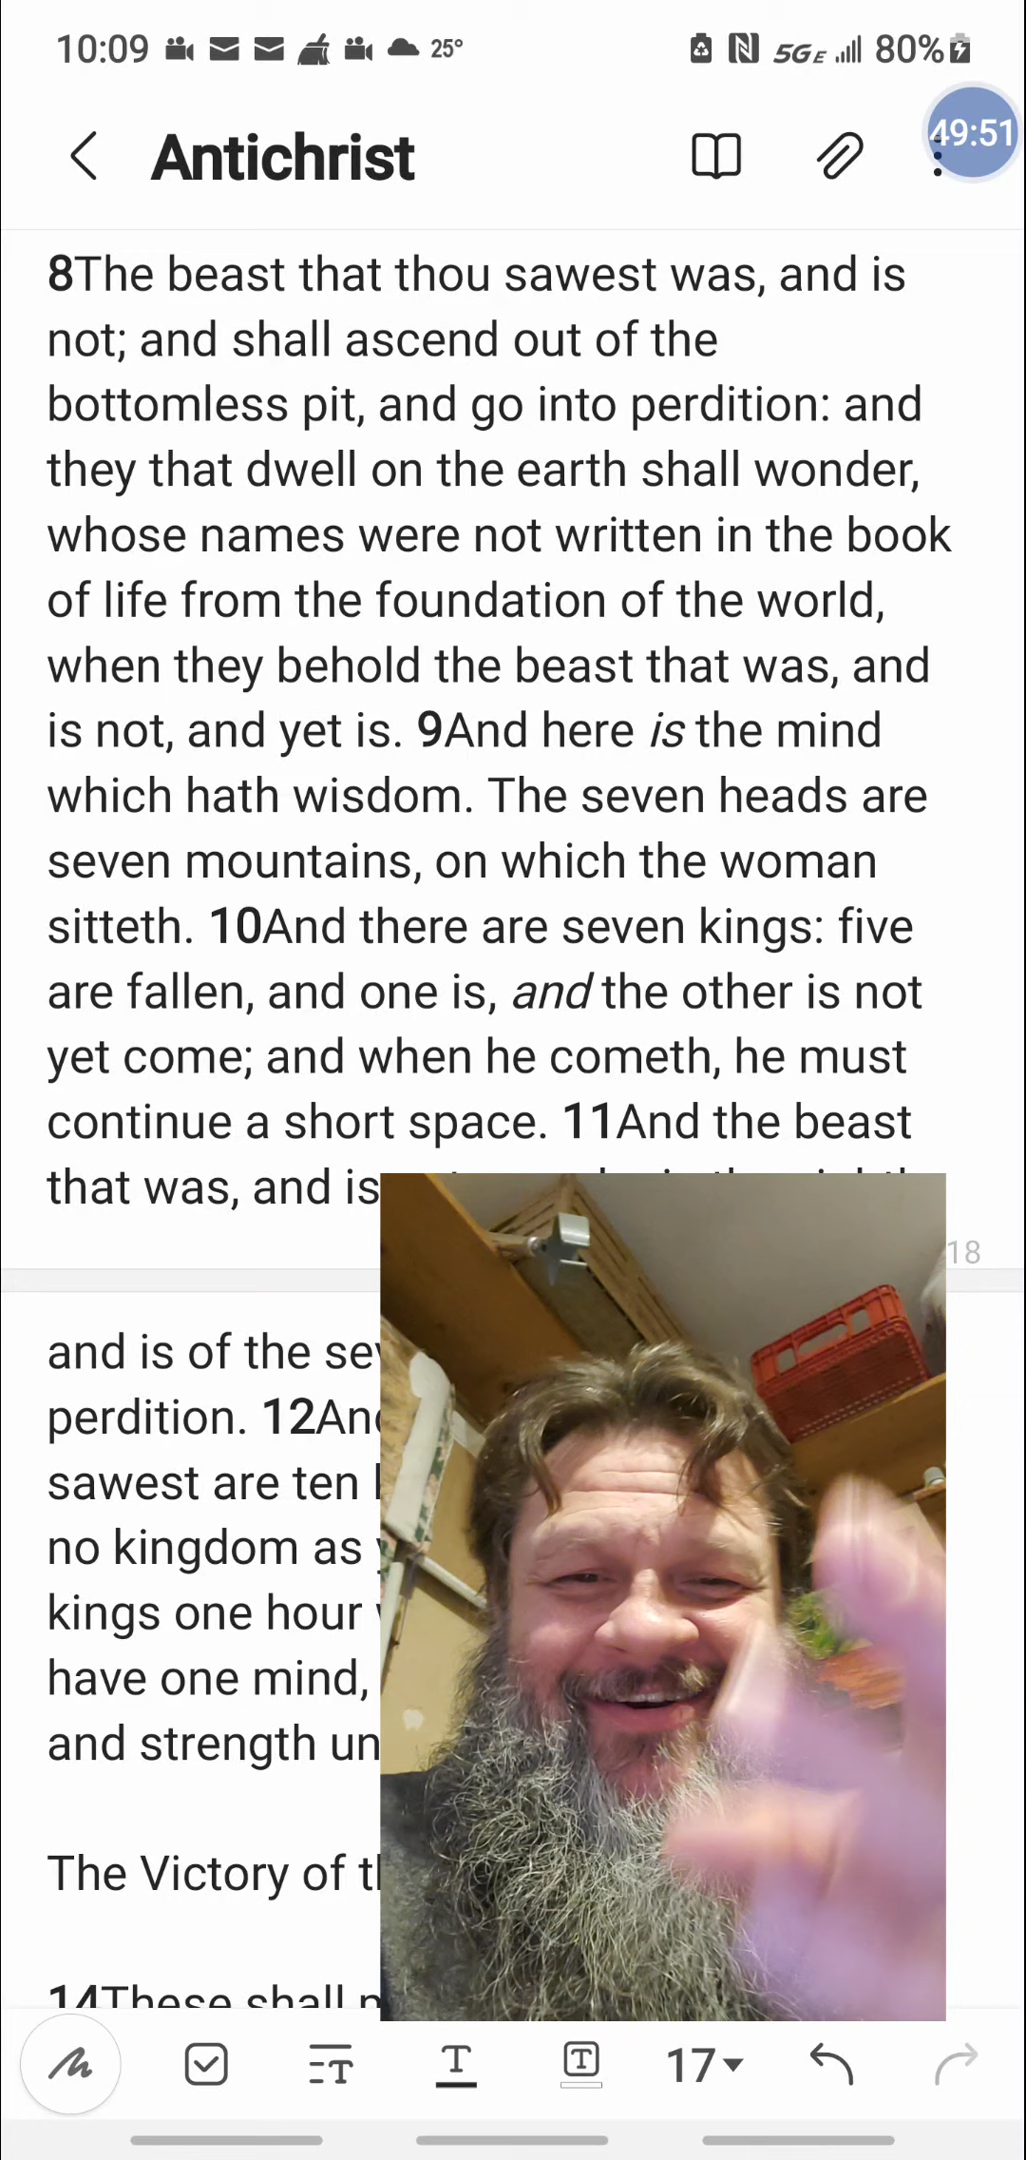 10:09 25° 5GE 80%
Antichrist
49:51
8The beast that thou sawest was, and is
not; and shall ascend out of the
bottomless pit, and go into perdition: and
they that dwell on the earth shall wonder,
whose names were not written in the book
of life from the foundation of the world,
when they behold the beast that was, and
is not, and yet is. 9And here is the mind
which hath wisdom. The seven heads are
seven mountains, on which the woman
sitteth. 10And there are seven kings: five
are fallen, and one is, and the other is not
yet come; and when he cometh, he must
continue a short space. 11And the beast
that was, and is
18
and is of the
perdition. 12
sawest are ten
no kingdom as
kings one hour
have one mind,
and strength
The Victory of
14These shall
17